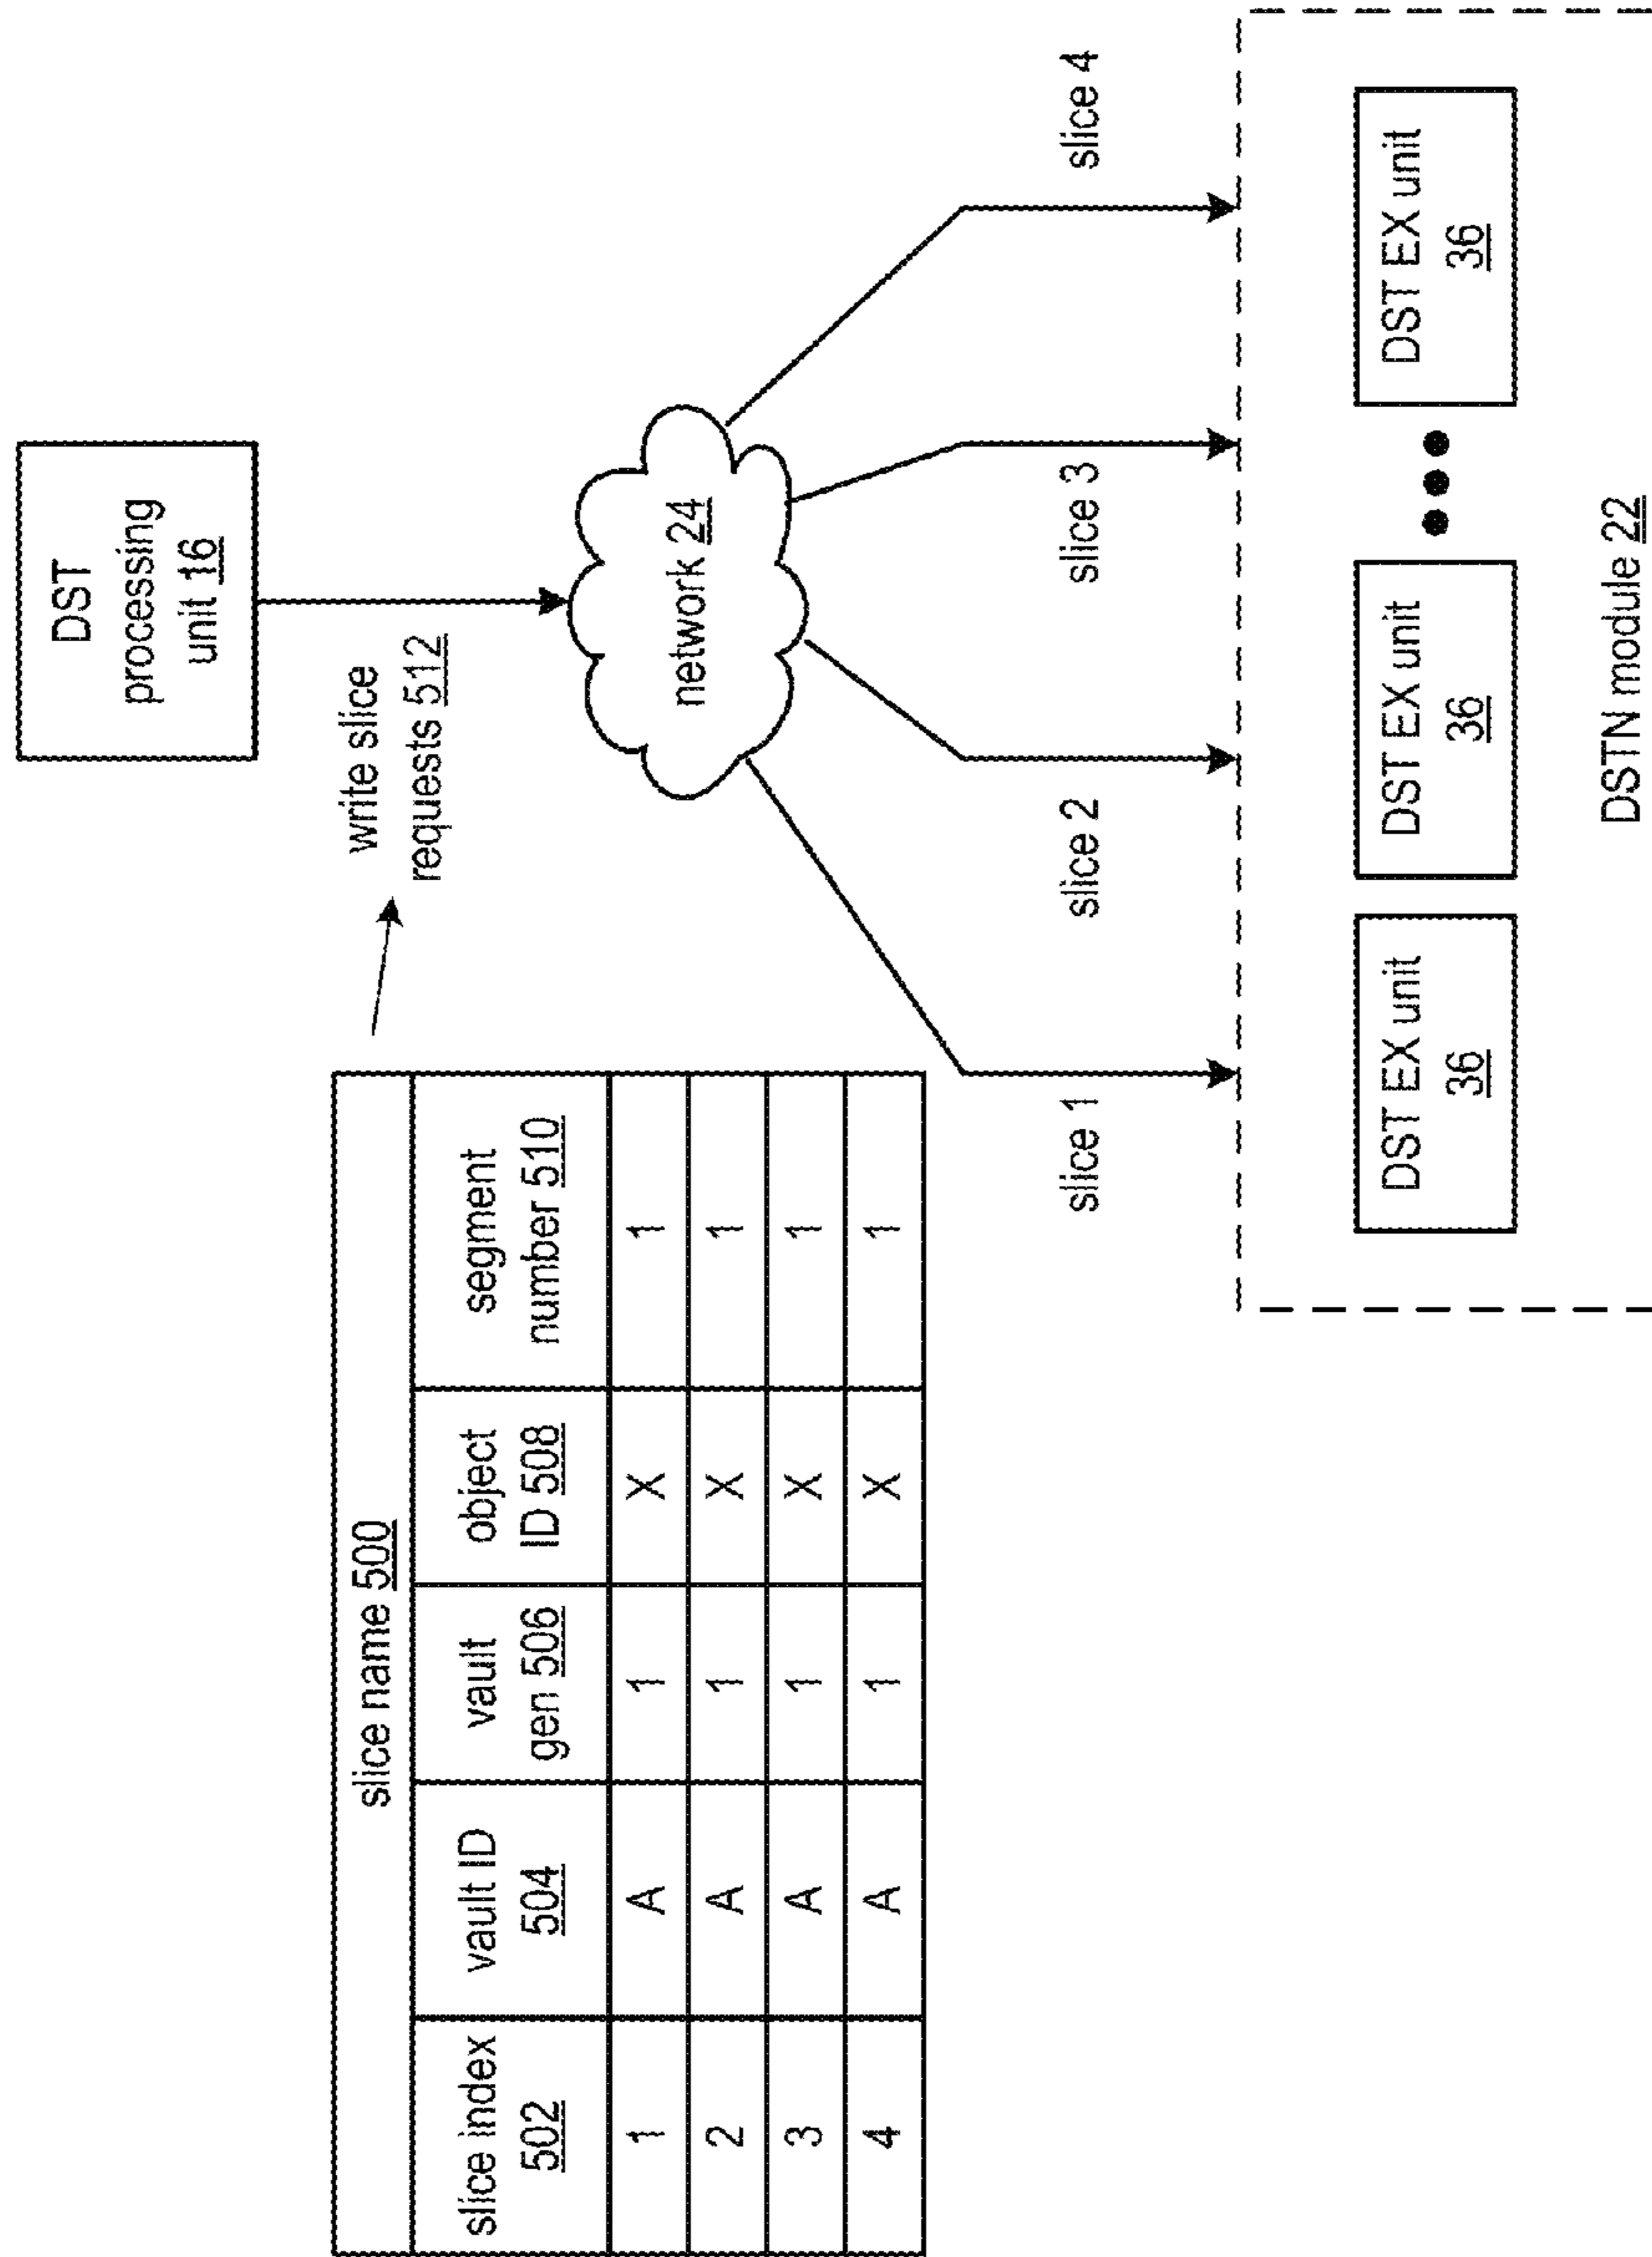 DST
processing
unit 16
write slice
requests 512
slice name 500
slice index
502
vault ID
504
vault
gen 506
object
ID 508
segment
number 510
1 A 1 X 1
2 A 1 X 1
3 A 1 X 1
4 A 1 X 1
network 24
slice 1
slice 2
slice 3
slice 4
DST EX unit
36
DST EX unit
36
DST EX unit
36
DSTN module 22